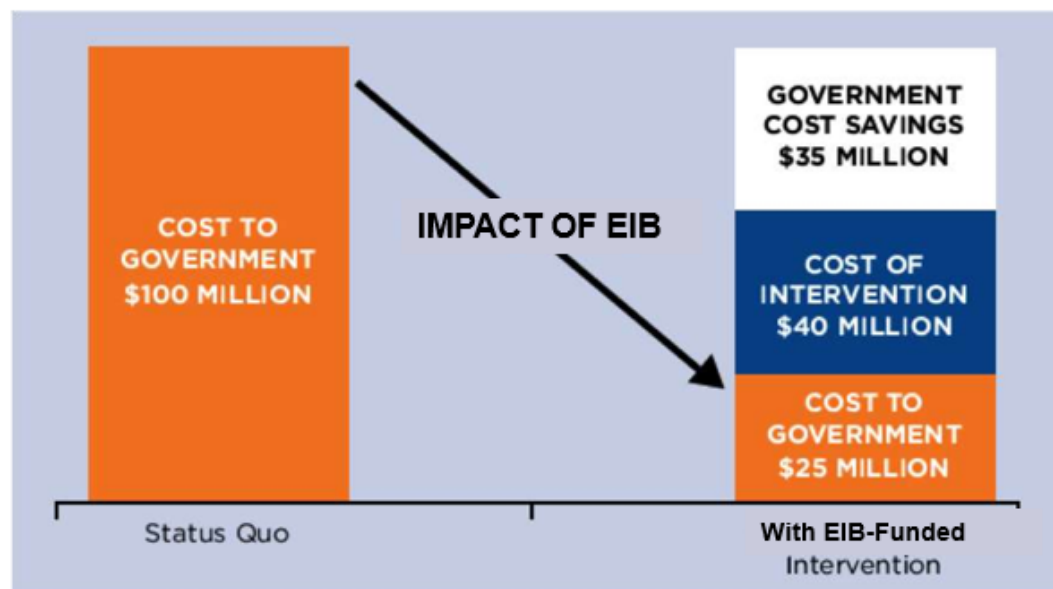 COST TO
GOVERNMENT
$100 MILLION
IMPACT OF EIB
GOVERNMENT
COST SAVINGS
$35 MILLION
COST OF
INTERVENTION
$40 MILLION
COST TO
GOVERNMENT
$25 MILLION
Status Quo
With EIB-Funded
Intervention